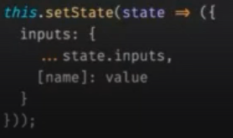 this.setState(state => ({
  inputs: {
    ...state.inputs,
    [name]: value
  }
}));